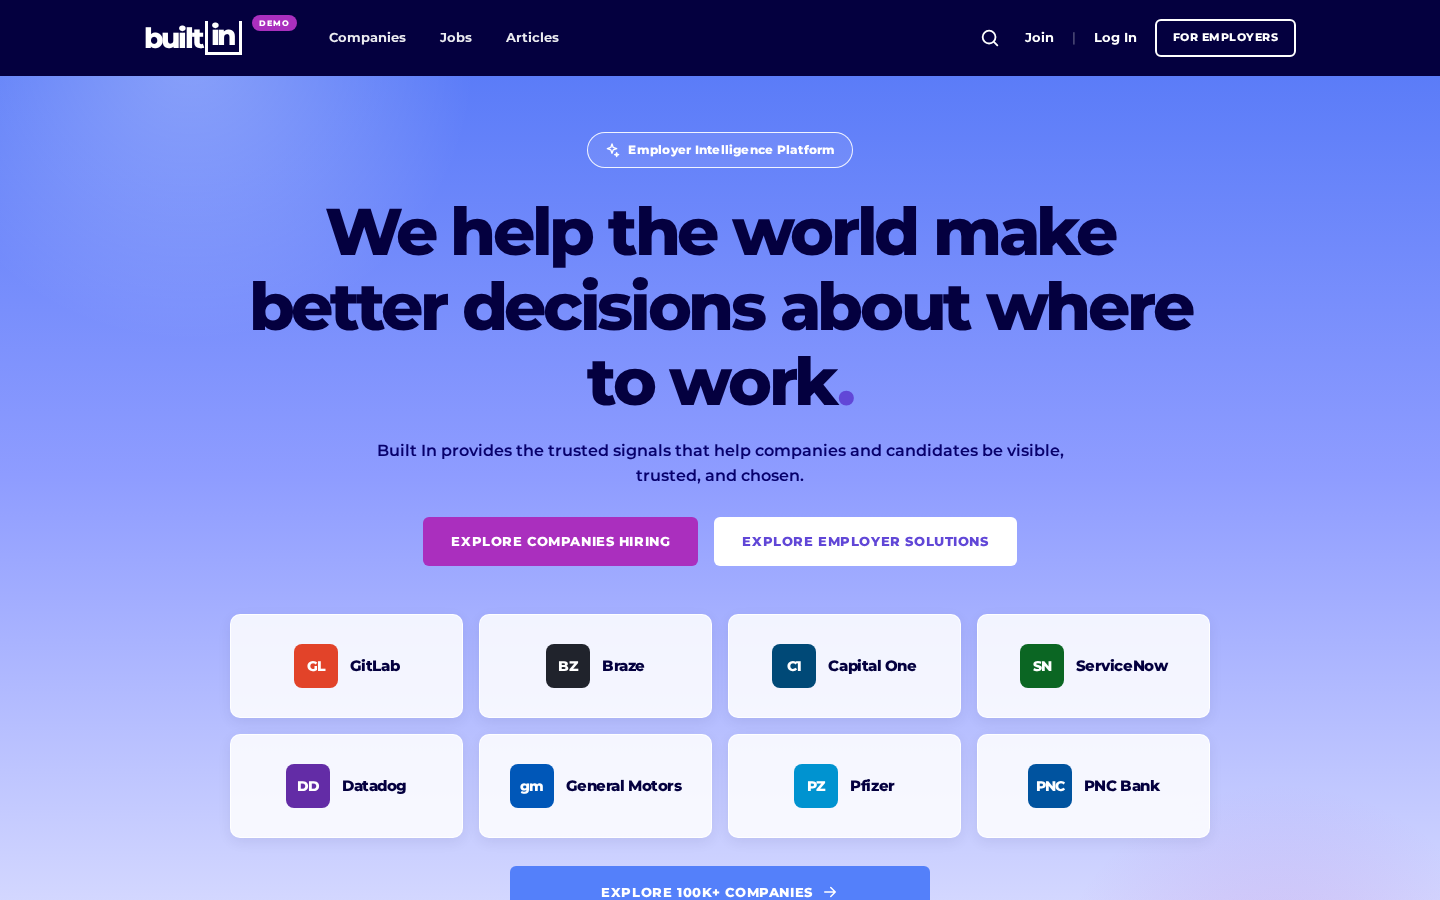 built in
DEMO
Companies
Jobs
Articles
Join
|
Log In
FOR EMPLOYERS
Employer Intelligence Platform
We help the world make
better decisions about where
to work.
Built In provides the trusted signals that help companies and candidates be visible,
trusted, and chosen.
EXPLORE COMPANIES HIRING
EXPLORE EMPLOYER SOLUTIONS
GL GitLab
BZ Braze
C1 Capital One
SN ServiceNow
DD Datadog
gm General Motors
PZ Pfizer
PNC PNC Bank
EXPLORE 100K+ COMPANIES